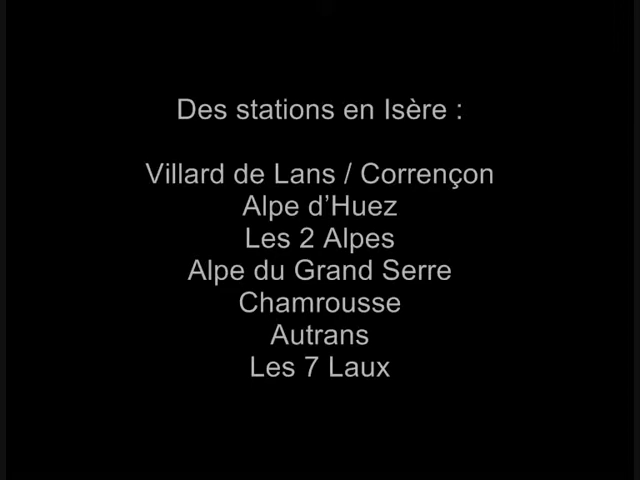 Des stations en Isère :
Villard de Lans / Corrençon
Alpe d’Huez
Les 2 Alpes
Alpe du Grand Serre
Chamrousse
Autrans
Les 7 Laux